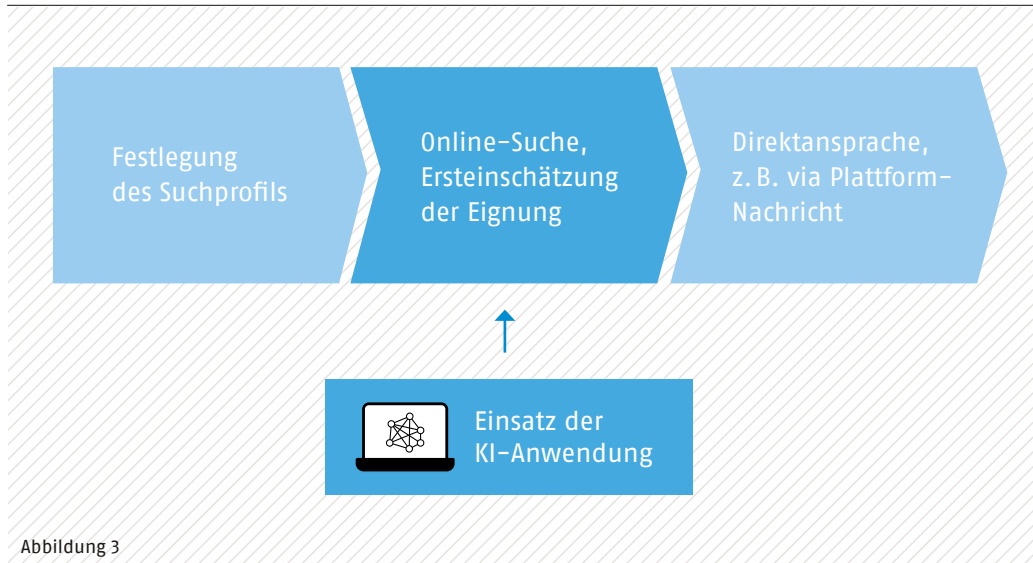 Festlegung
des Suchprofils
Online-Suche,
Ersteinschätzung
der Eignung
Direktansprache,
z. B. via Plattform-
Nachricht
Einsatz der
KI-Anwendung
Abbildung 3